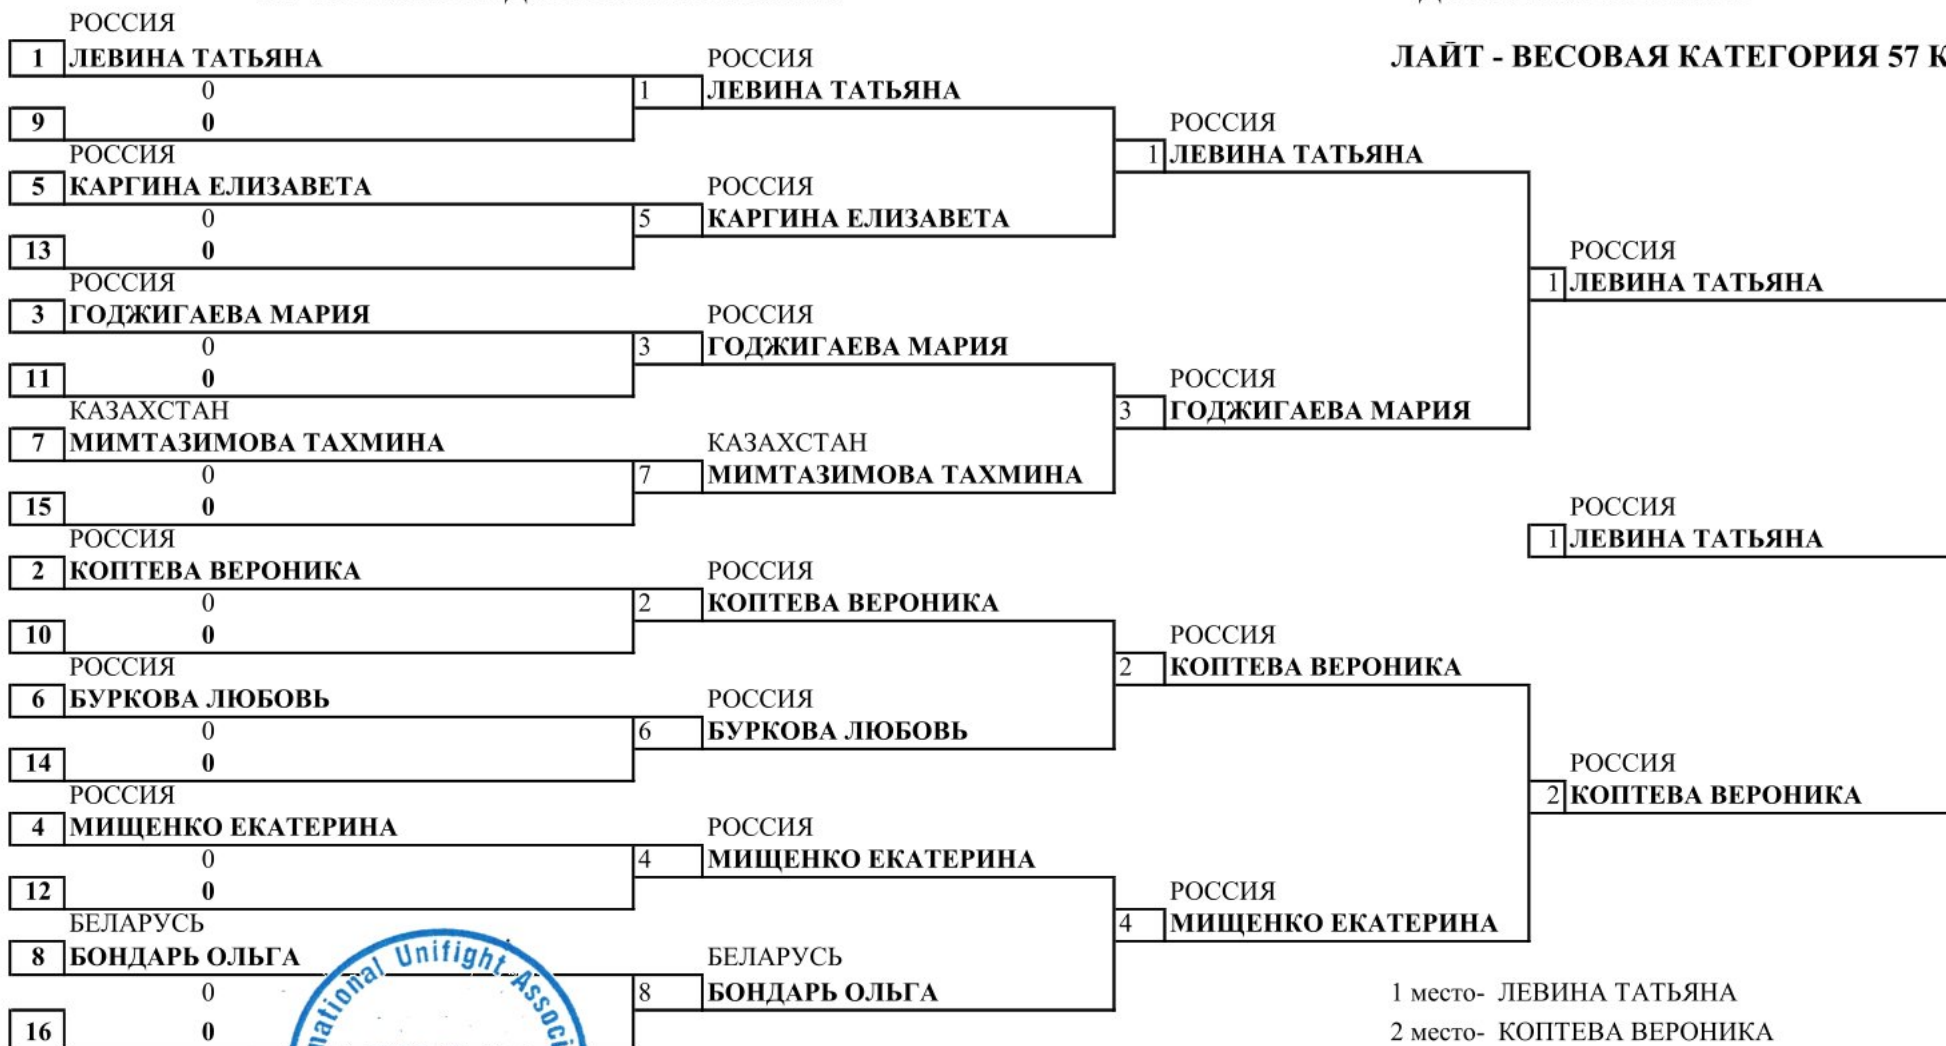 РОССИЯ
1 ЛЕВИНА ТАТЬЯНА
0
9 0
РОССИЯ
5 КАРГИНА ЕЛИЗАВЕТА
0
13 0
РОССИЯ
3 ГОДЖИГАЕВА МАРИЯ
0
11 0
КАЗАХСТАН
7 МИМТАЗИМОВА ТАХМИНА
0
15 0
РОССИЯ
2 КОПТЕВА ВЕРОНИКА
0
10 0
РОССИЯ
6 БУРКОВА ЛЮБОВЬ
0
14 0
РОССИЯ
4 МИЩЕНКО ЕКАТЕРИНА
0
12 0
БЕЛАРУСЬ
8 БОНДАРЬ ОЛЬГА
0
16 0
Unifight
РОССИЯ
1 ЛЕВИНА ТАТЬЯНА
РОССИЯ
5 КАРГИНА ЕЛИЗАВЕТА
РОССИЯ
3 ГОДЖИГАЕВА МАРИЯ
КАЗАХСТАН
7 МИМТАЗИМОВА ТАХМИНА
РОССИЯ
2 КОПТЕВА ВЕРОНИКА
РОССИЯ
6 БУРКОВА ЛЮБОВЬ
РОССИЯ
4 МИЩЕНКО ЕКАТЕРИНА
БЕЛАРУСЬ
8 БОНДАРЬ ОЛЬГА
РОССИЯ
1 ЛЕВИНА ТАТЬЯНА
РОССИЯ
3 ГОДЖИГАЕВА МАРИЯ
РОССИЯ
2 КОПТЕВА ВЕРОНИКА
РОССИЯ
4 МИЩЕНКО ЕКАТЕРИНА
ЛАЙТ - ВЕСОВАЯ КАТЕГОРИЯ 57 К
РОССИЯ
1 ЛЕВИНА ТАТЬЯНА
РОССИЯ
1 ЛЕВИНА ТАТЬЯНА
РОССИЯ
2 КОПТЕВА ВЕРОНИКА
1 место- ЛЕВИНА ТАТЬЯНА
2 место- КОПТЕВА ВЕРОНИКА